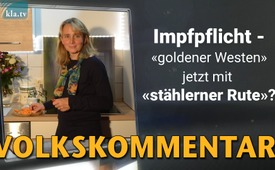 kla.tv
Impfpflicht -
«goldener Westen»
jetzt mit
«stählerner Rute»?
VOLKSKOMMENTAR